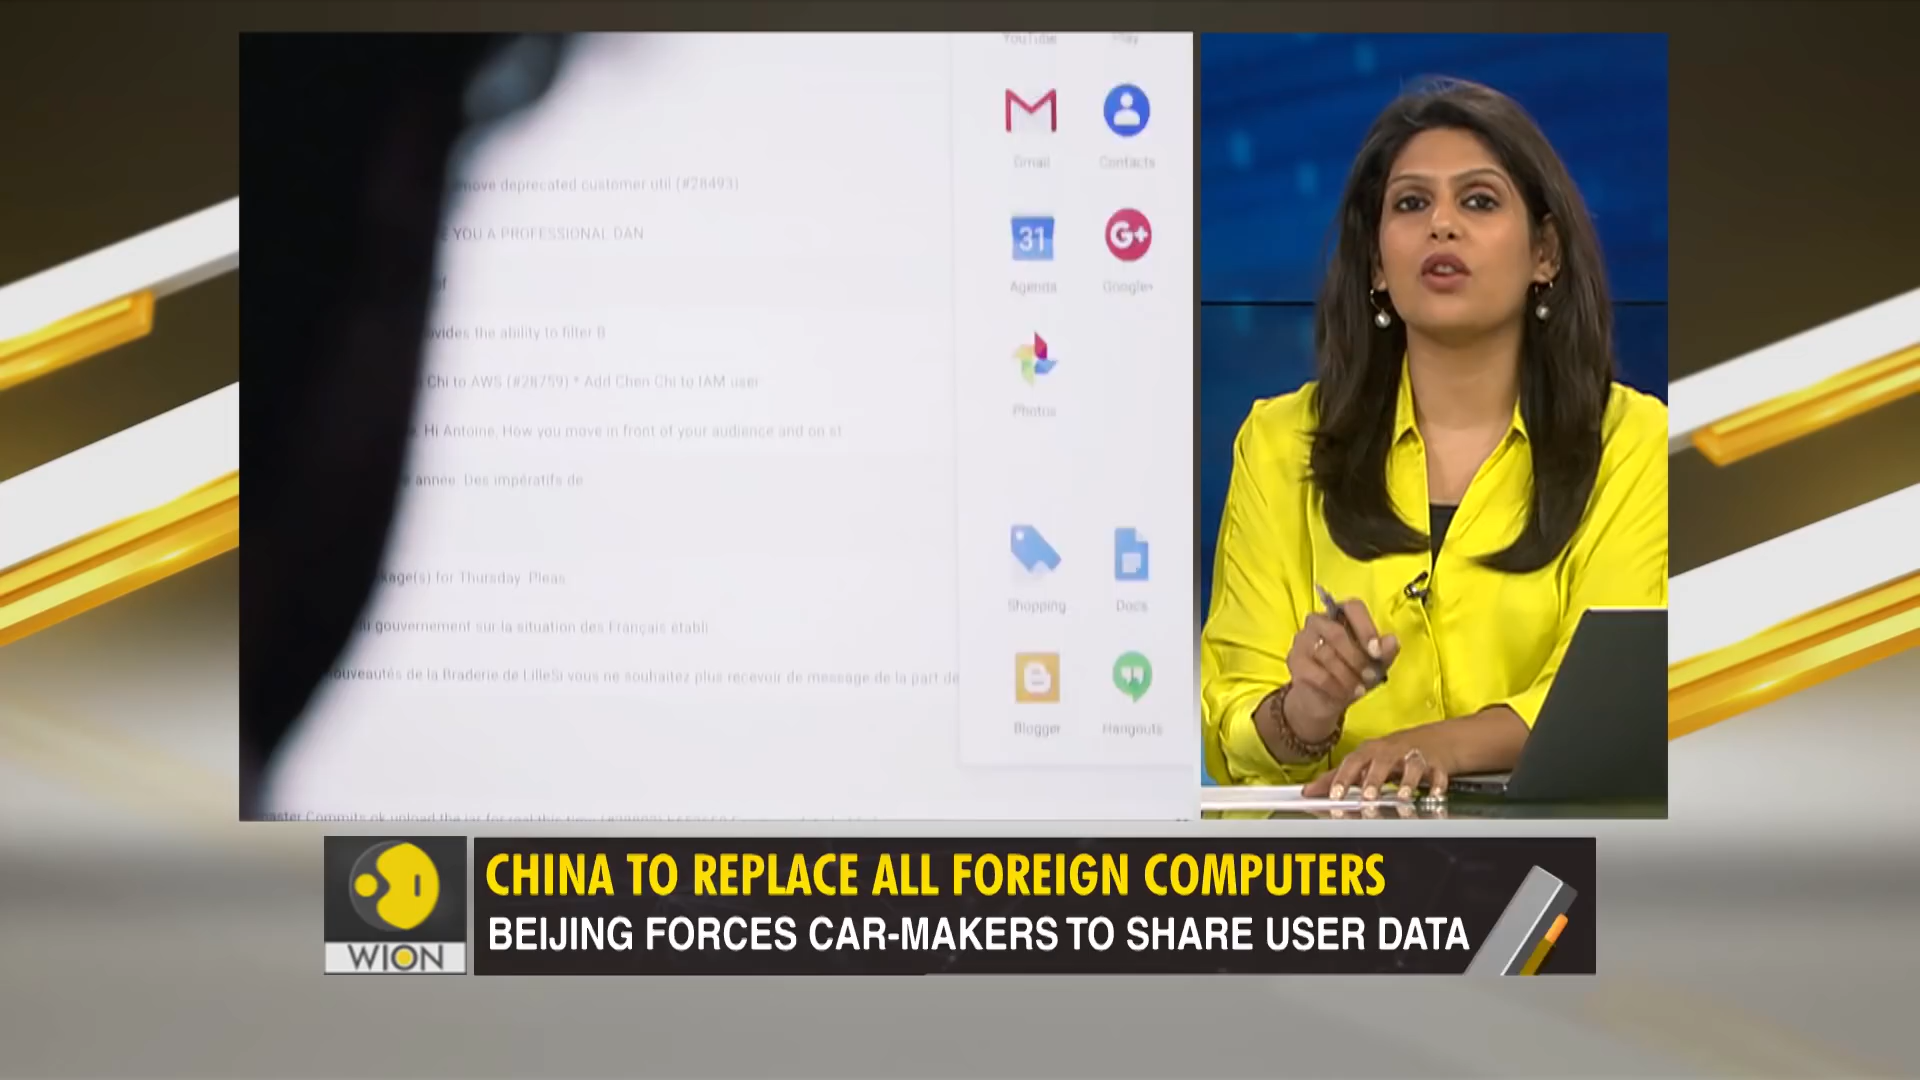 YouTube Play
Gmail Contacts
move deprecated customer util (#28493)
YOU A PROFESSIONAL DAN
31 G+
Agenda Google+
ovides the ability to filter
Chi to AWS (#28759) * Add Chen Chi to IAM user
Photos
Hi Antoine, How you move in front of your audience and on st
année. Des impératifs de
kage(s) for Thursday. Pleas
Shopping Docs
gouvernement sur la situation des Français établi
ouveautés de la Braderie de LilleSi vous ne souhaitez plus recevoir de message de la part de
Blogger Hangouts
CHINA TO REPLACE ALL FOREIGN COMPUTERS
BEIJING FORCES CAR-MAKERS TO SHARE USER DATA
WION